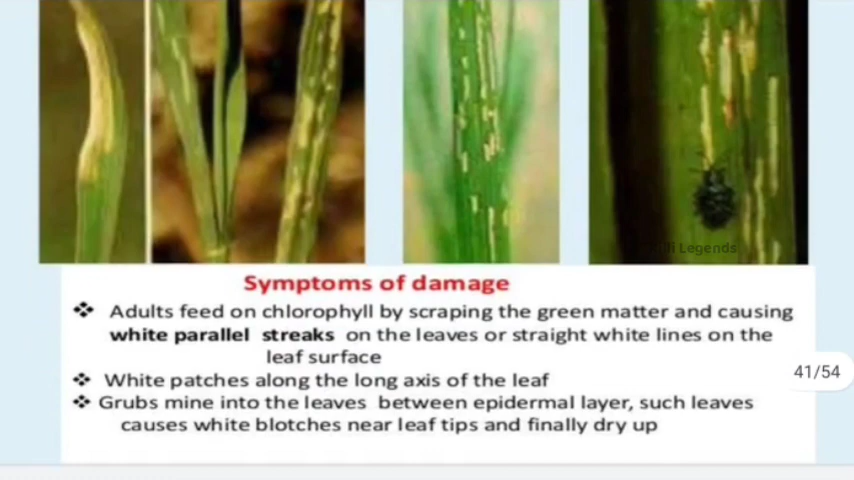 Legends
Symptoms of damage
❖ Adults feed on chlorophyll by scraping the green matter and causing
white parallel streaks on the leaves or straight white lines on the
leaf surface
❖ White patches along the long axis of the leaf
❖ Grubs mine into the leaves between epidermal layer, such leaves
causes white blotches near leaf tips and finally dry up
41/54